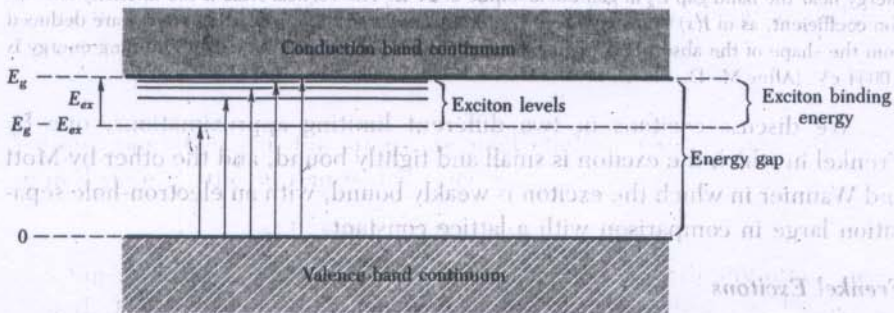 Conduction band continuum
E_g
E_ex
E_g – E_ex
Exciton levels
Exciton binding
energy
We discuss excitons in two different limiting approximations, one by
Frenkel in which the exciton is small and tightly bound, and the other by Mott
Energy gap
and Wannier in which the exciton is weakly bound, with an electron-hole sepa-
ration large in comparison with a lattice constant.
0
Valence band continuum
Frenkel Excitons